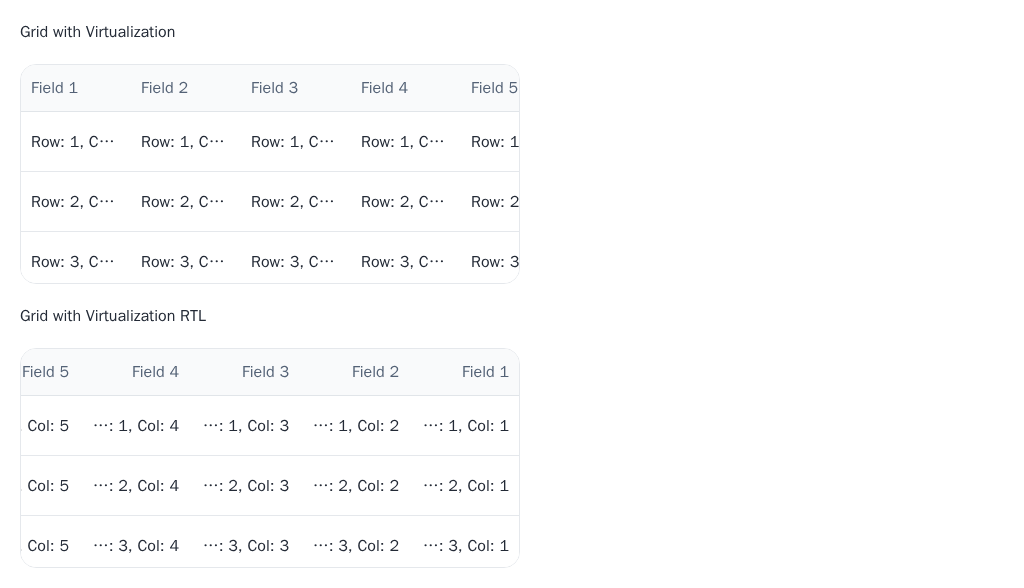 Grid with Virtualization
Field 1 Field 2 Field 3 Field 4 Field 5
Row: 1, C··· Row: 1, C··· Row: 1, C··· Row: 1, C··· Row: 1
Row: 2, C··· Row: 2, C··· Row: 2, C··· Row: 2, C··· Row: 2
Row: 3, C··· Row: 3, C··· Row: 3, C··· Row: 3, C··· Row: 3
Grid with Virtualization RTL
Field 5 Field 4 Field 3 Field 2 Field 1
Col: 5 ···: 1, Col: 4 ···: 1, Col: 3 ···: 1, Col: 2 ···: 1, Col: 1
Col: 5 ···: 2, Col: 4 ···: 2, Col: 3 ···: 2, Col: 2 ···: 2, Col: 1
Col: 5 ···: 3, Col: 4 ···: 3, Col: 3 ···: 3, Col: 2 ···: 3, Col: 1